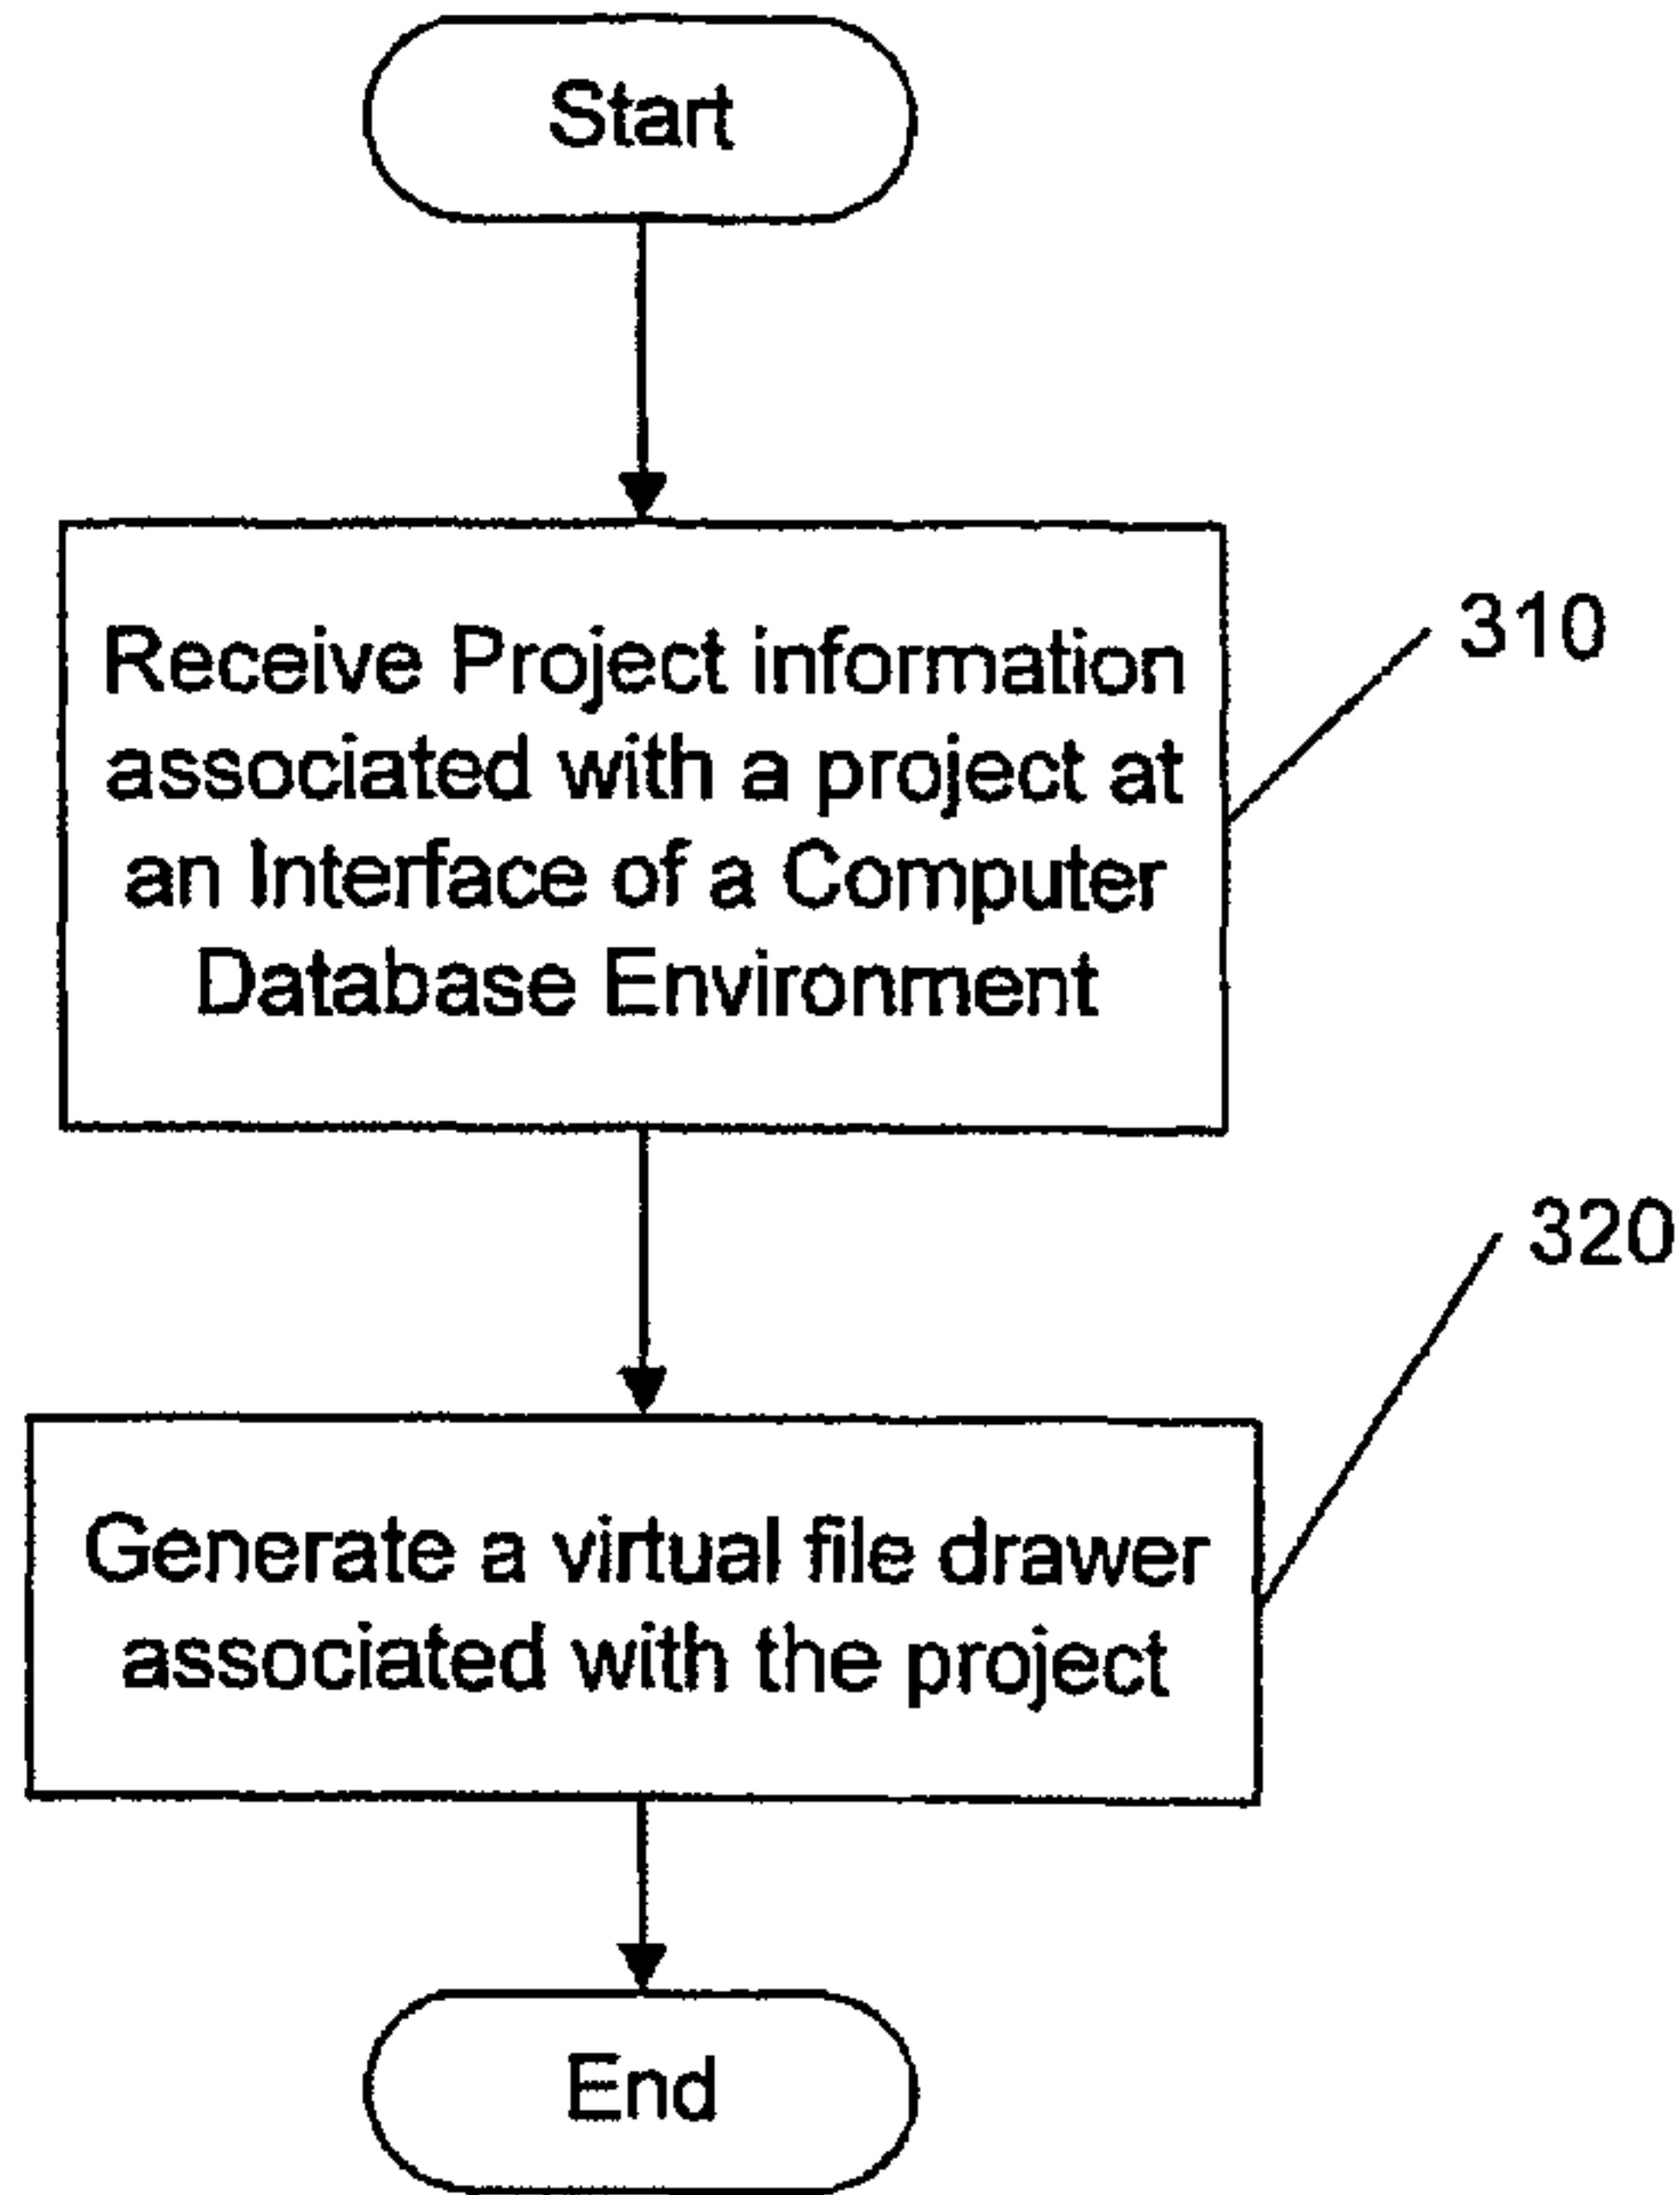 Start
Receive Project information
associated with a project at
an Interface of a Computer
Database Environment
310
320
Generate a virtual file drawer
associated with the project
End